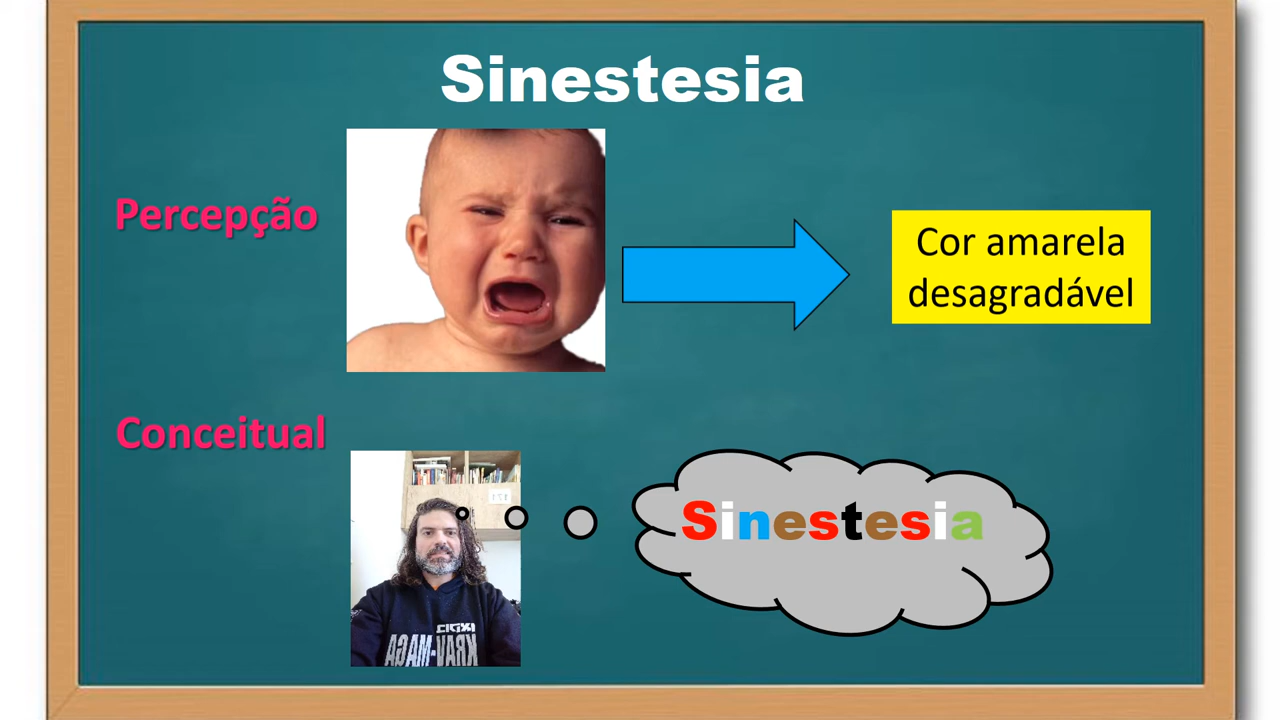 Sinestesia
Percepção
Cor amarela
desagradável
Conceitual
Sinestesia
KRAV-MAGA